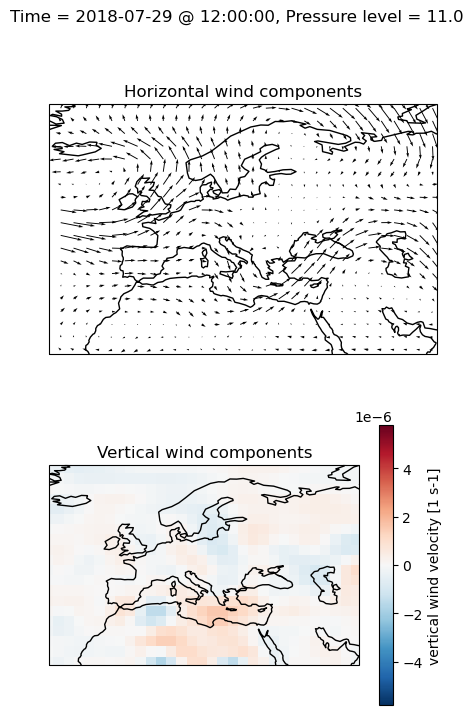 Time = 2018-07-29 @ 12:00:00, Pressure level = 11.0
Horizontal wind components
1e−6
Vertical wind components
4
2
0
−2
−4
vertical wind velocity [1 s-1]